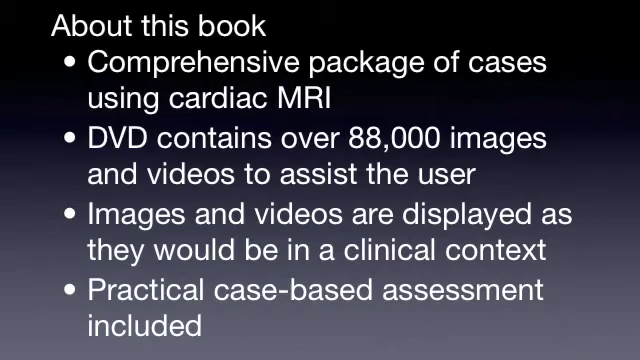 About this book
• Comprehensive package of cases
using cardiac MRI
• DVD contains over 88,000 images
and videos to assist the user
• Images and videos are displayed as
they would be in a clinical context
• Practical case-based assessment
included